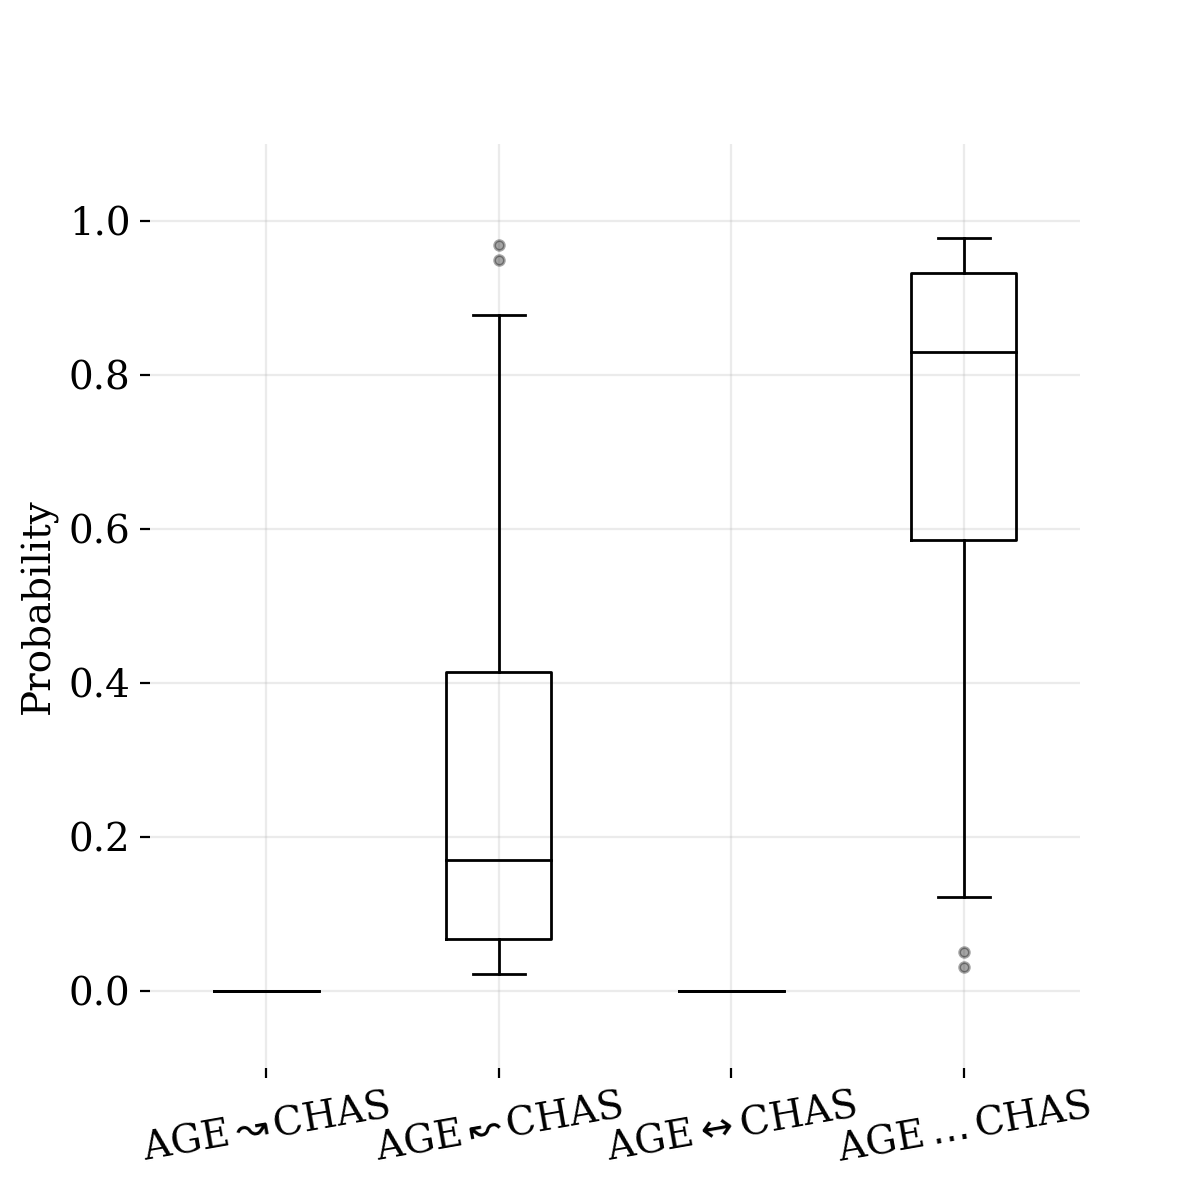 Probability
1.0
0.8
0.6
0.4
0.2
0.0
AGE ↝ CHAS
AGE ↜ CHAS
AGE ↔ CHAS
AGE … CHAS